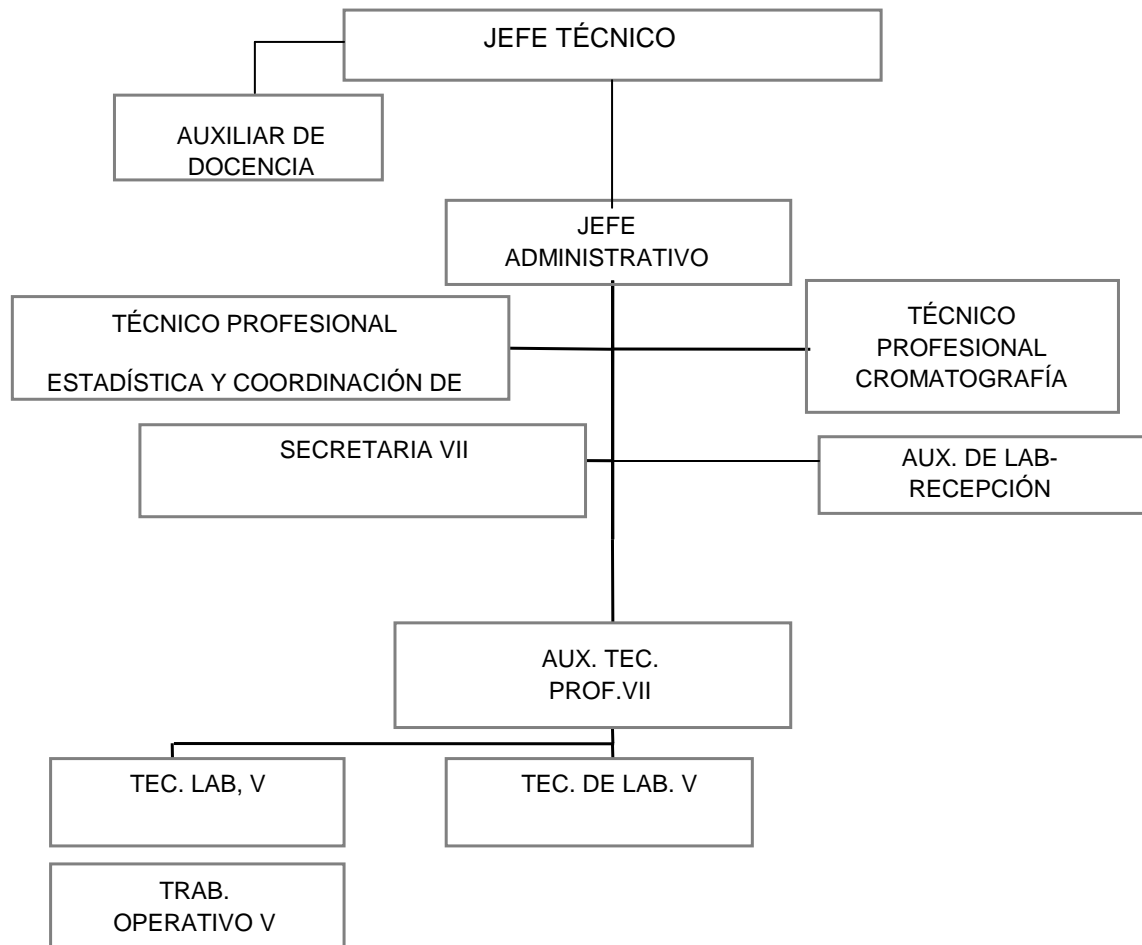 JEFE TÉCNICO
AUXILIAR DE
DOCENCIA
JEFE
ADMINISTRATIVO
TÉCNICO PROFESIONAL
ESTADÍSTICA Y COORDINACIÓN DE
TÉCNICO
PROFESIONAL
CROMATOGRAFÍA
SECRETARIA VII
AUX. DE LAB-
RECEPCIÓN
AUX. TEC.
PROF.VII
TEC. LAB, V
TEC. DE LAB. V
TRAB.
OPERATIVO V